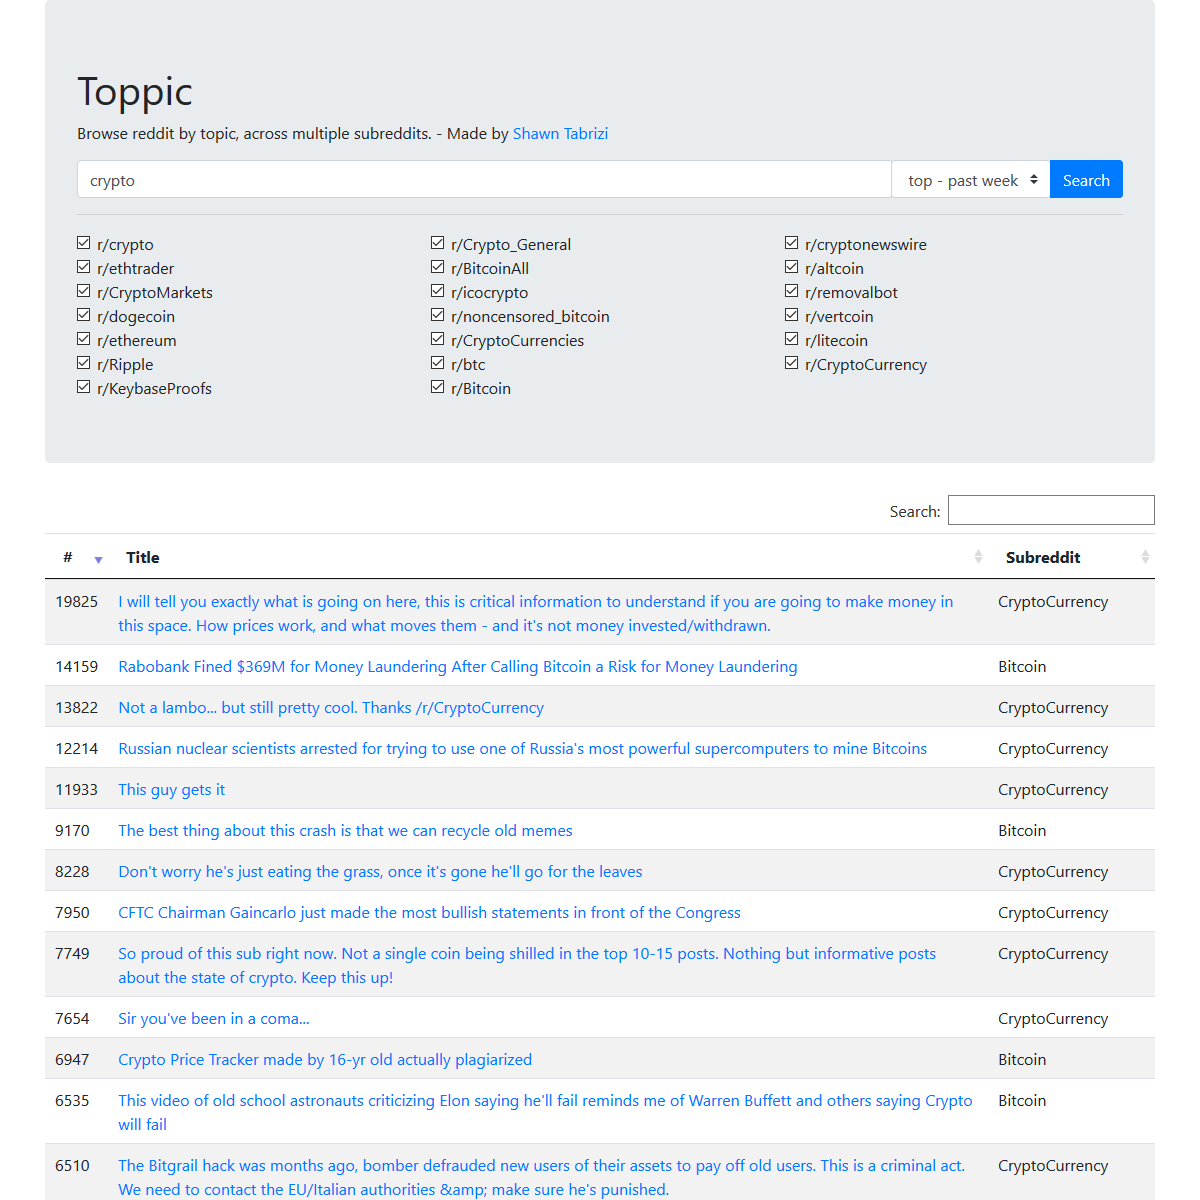 Toppic
Browse reddit by topic, across multiple subreddits. - Made by Shawn Tabrizi
crypto top - past week Search
r/crypto r/Crypto_General r/cryptonewswire
r/ethtrader r/BitcoinAll r/altcoin
r/CryptoMarkets r/icocrypto r/removalbot
r/dogecoin r/noncensored_bitcoin r/vertcoin
r/ethereum r/CryptoCurrencies r/litecoin
r/Ripple r/btc r/CryptoCurrency
r/KeybaseProofs r/Bitcoin
Search:
# Title Subreddit
19825 I will tell you exactly what is going on here, this is critical information to understand if you are going to make money in CryptoCurrency
this space. How prices work, and what moves them - and it's not money invested/withdrawn.
14159 Rabobank Fined $369M for Money Laundering After Calling Bitcoin a Risk for Money Laundering Bitcoin
13822 Not a lambo... but still pretty cool. Thanks /r/CryptoCurrency CryptoCurrency
12214 Russian nuclear scientists arrested for trying to use one of Russia's most powerful supercomputers to mine Bitcoins CryptoCurrency
11933 This guy gets it CryptoCurrency
9170 The best thing about this crash is that we can recycle old memes Bitcoin
8228 Don't worry he's just eating the grass, once it's gone he'll go for the leaves CryptoCurrency
7950 CFTC Chairman Gaincarlo just made the most bullish statements in front of the Congress CryptoCurrency
7749 So proud of this sub right now. Not a single coin being shilled in the top 10-15 posts. Nothing but informative posts CryptoCurrency
about the state of crypto. Keep this up!
7654 Sir you've been in a coma... CryptoCurrency
6947 Crypto Price Tracker made by 16-yr old actually plagiarized Bitcoin
6535 This video of old school astronauts criticizing Elon saying he'll fail reminds me of Warren Buffett and others saying Crypto Bitcoin
will fail
6510 The Bitgrail hack was months ago, bomber defrauded new users of their assets to pay off old users. This is a criminal act. CryptoCurrency
We need to contact the EU/Italian authorities &amp; make sure he's punished.